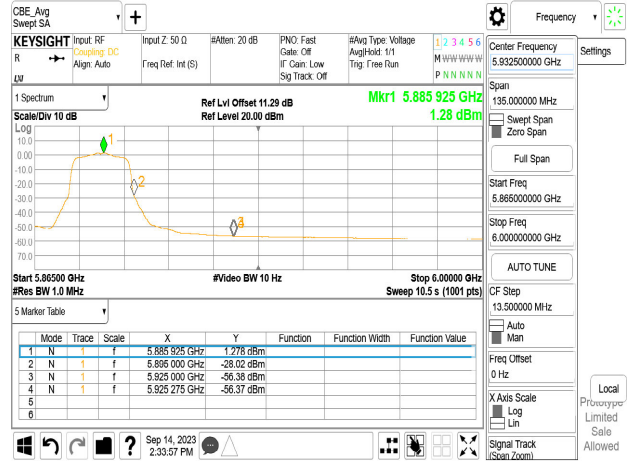 CBE_Avg
Swept SA
Frequency
KEYSIGHT
R
Input: RF
Coupling: DC
Align: Auto
Input Z: 50 Ω
Freq Ref: Int (S)
#Atten: 20 dB
PNO: Fast
Gate: Off
IF Gain: Low
Sig Track: Off
#Avg Type: Voltage
Avg|Hold: 1/1
Trig: Free Run
1 2 3 4 5 6
M W W W W W
P N N N N N
Settings
Center Frequency
5.932500000 GHz
Span
135.000000 MHz
Swept Span
Zero Span
Full Span
Start Freq
5.865000000 GHz
Stop Freq
6.000000000 GHz
AUTO TUNE
CF Step
13.500000 MHz
Auto
Man
Freq Offset
0 Hz
X Axis Scale
Log
Lin
Signal Track
(Span Zoom)
Local
Prototype
Limited
Sale
Allowed
1 Spectrum
Scale/Div 10 dB
Ref Lvl Offset 11.29 dB
Ref Level 20.00 dBm
Mkr1 5.885 925 GHz
1.28 dBm
Log
10.0
0.00
-10.0
-20.0
-30.0
-40.0
-50.0
-60.0
-70.0
1
2
Start 5.86500 GHz
#Res BW 1.0 MHz
#Video BW 10 Hz
Stop 6.00000 GHz
Sweep 10.5 s (1001 pts)
5 Marker Table
Mode Trace Scale X Y Function Function Width Function Value
1 N 1 f 5.885 925 GHz 1.278 dBm
2 N 1 f 5.895 000 GHz -28.02 dBm
3 N 1 f 5.925 000 GHz -56.38 dBm
4 N 1 f 5.925 275 GHz -56.37 dBm
5
6
Sep 14, 2023
2:33:57 PM